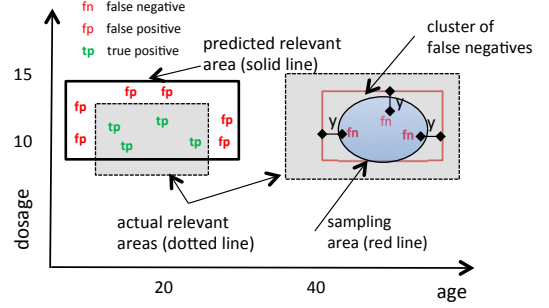 fn false negative
fp false positive
tp true positive
predicted relevant
area (solid line)
cluster of
false negatives
15
10
dosage
fp
fp
fp
fp
fp
fp
tp
tp
tp
tp
y
y
y
fn
fn
fn
actual relevant
areas (dotted line)
sampling
area (red line)
20
40
age